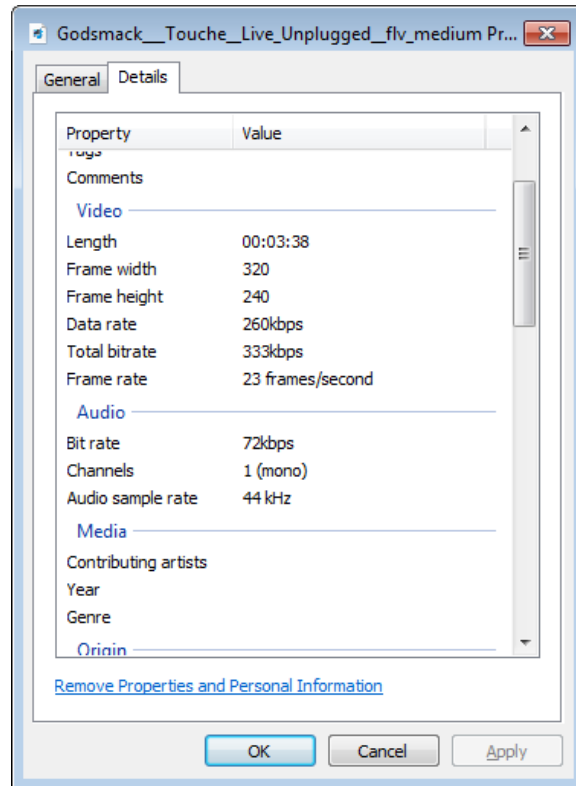 Godsmack__Touche__Live_Unplugged__flv_medium Pr...
General Details
Property Value
Tags
Comments
Video
Length 00:03:38
Frame width 320
Frame height 240
Data rate 260kbps
Total bitrate 333kbps
Frame rate 23 frames/second
Audio
Bit rate 72kbps
Channels 1 (mono)
Audio sample rate 44 kHz
Media
Contributing artists
Year
Genre
Origin
Remove Properties and Personal Information
OK Cancel Apply